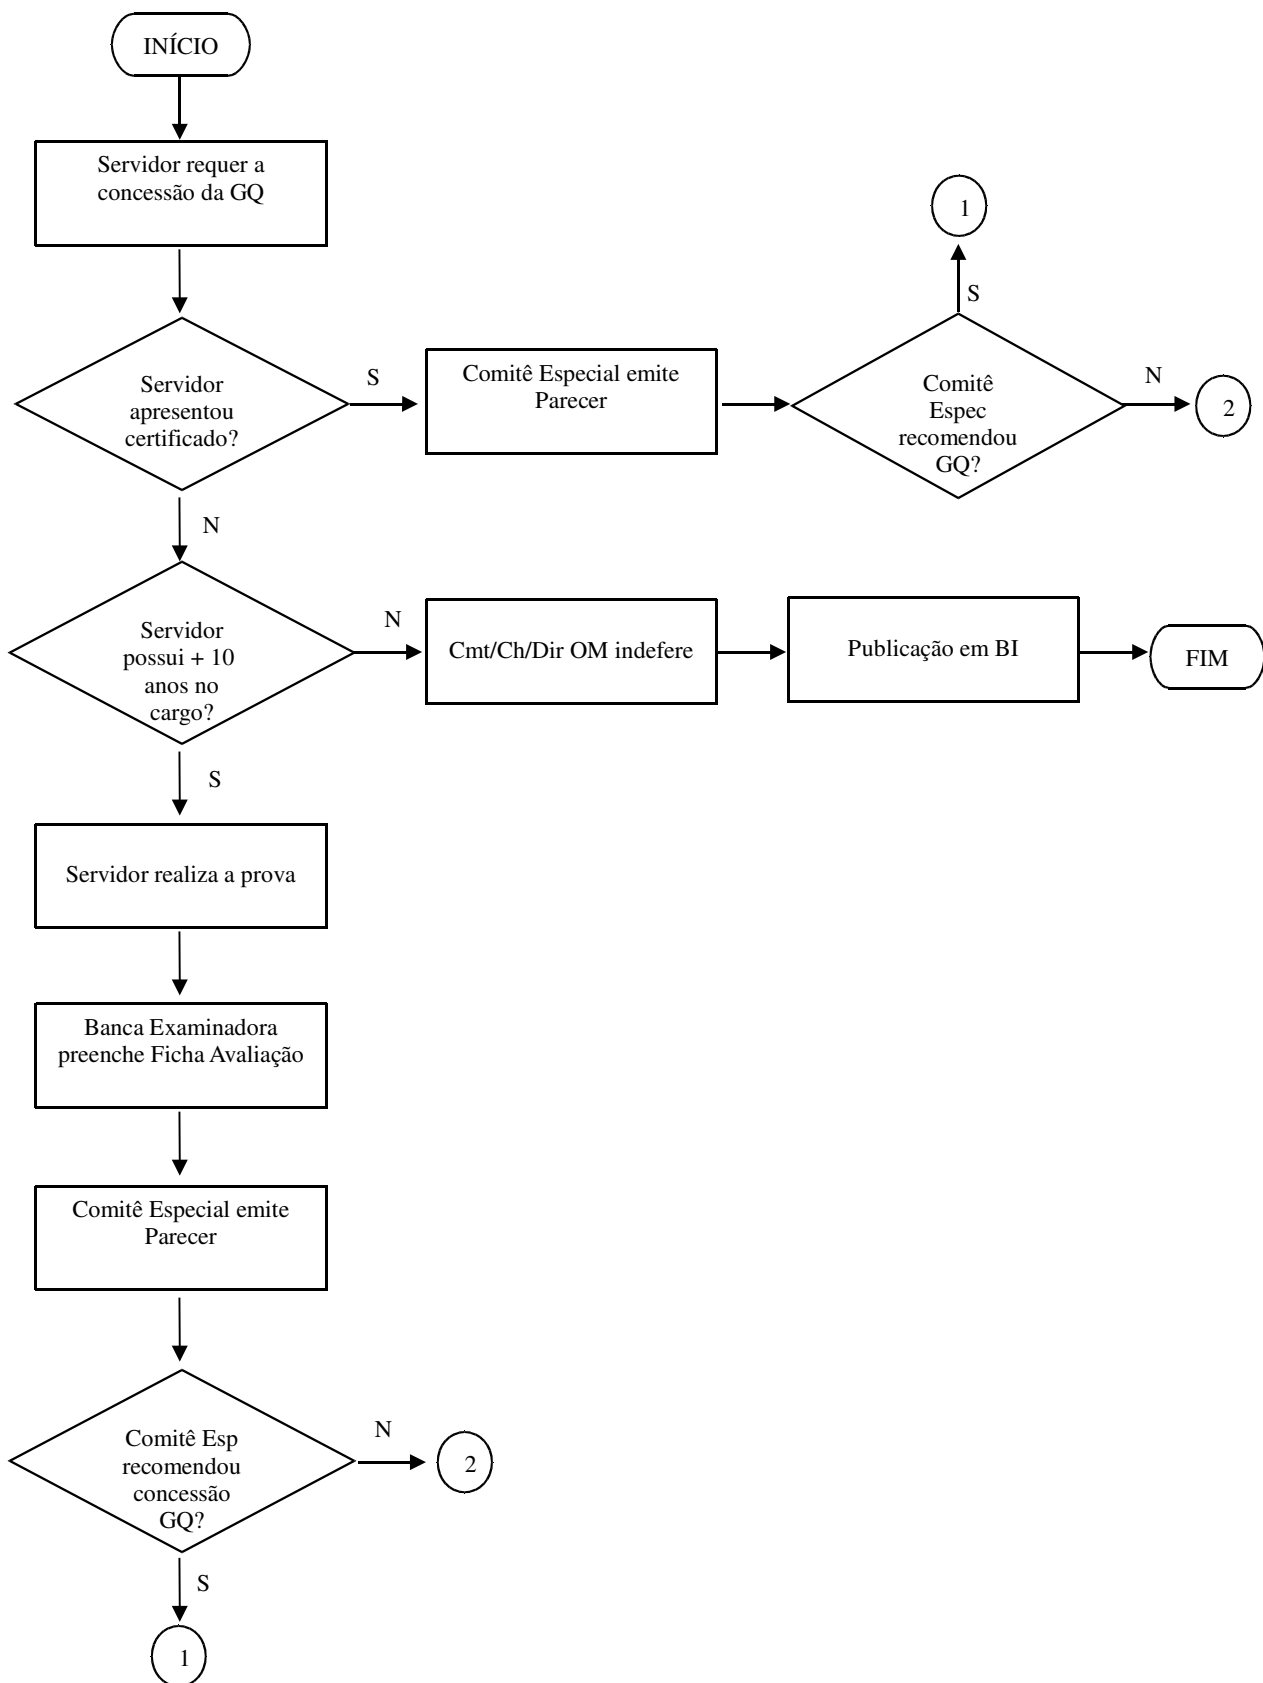 INÍCIO
Servidor requer a
concessão da GQ
1
S
Servidor
apresentou
certificado?
S
Comitê Especial emite
Parecer
Comitê
Espec
recomendou
GQ?
N
2
N
Servidor
possui + 10
anos no
cargo?
N
Cmt/Ch/Dir OM indefere
Publicação em BI
FIM
S
Servidor realiza a prova
Banca Examinadora
preenche Ficha Avaliação
Comitê Especial emite
Parecer
Comitê Esp
recomendou
concessão
GQ?
N
2
S
1